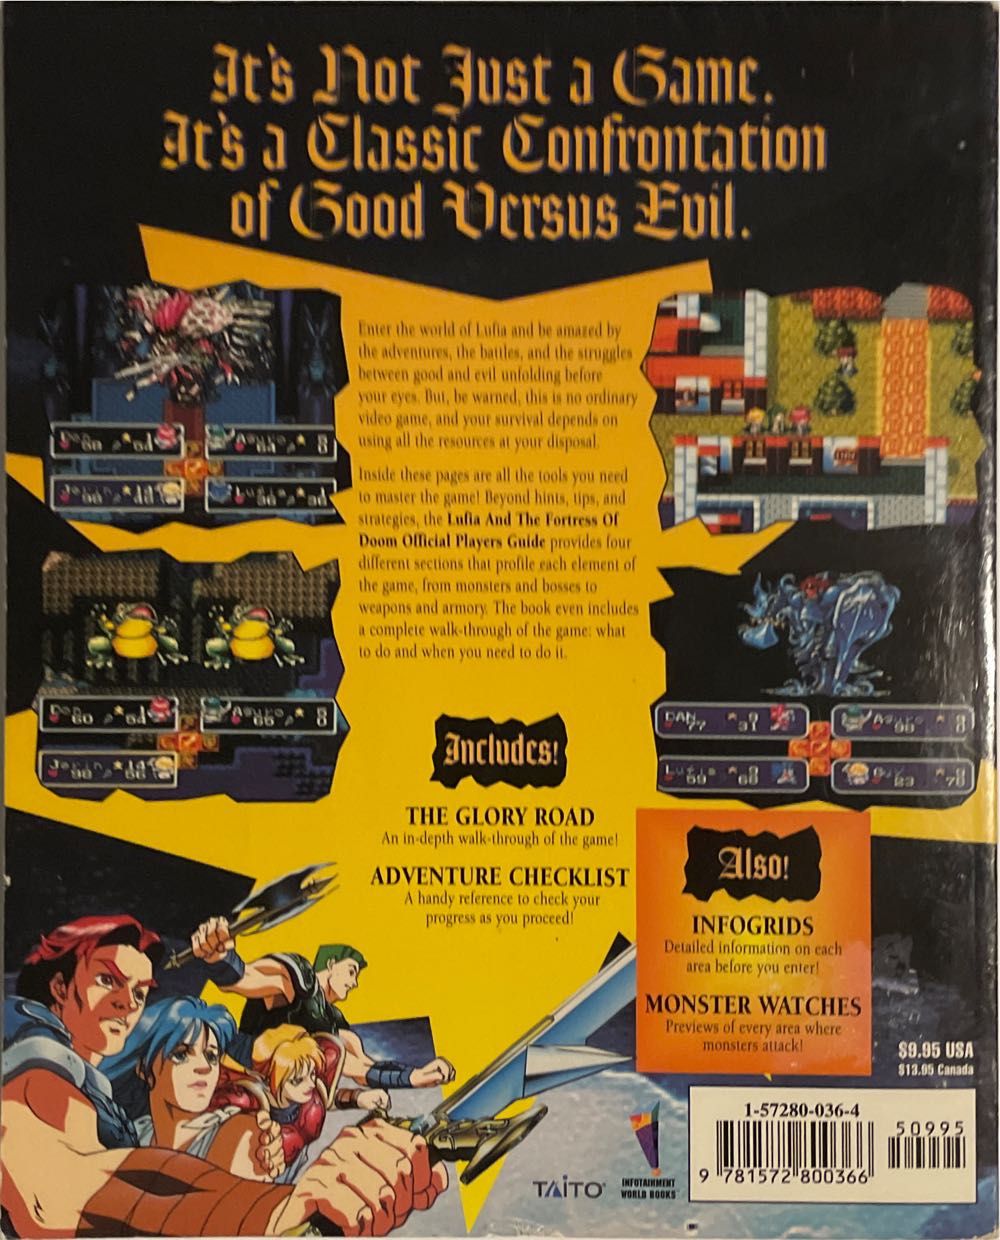 It's Not Just a Game.
It's a Classic Confrontation
of Good Versus Evil.
Enter the world of Lufia and be amazed by
the adventures, the battles, and the struggles
between good and evil unfolding before
your eyes. But, be warned, this is no ordinary
video game, and your survival depends on
using all the resources at your disposal.
Inside these pages are all the tools you need
to master the game! Beyond hints, tips, and
strategies, the Lufia And The Fortress Of
Doom Official Players Guide provides four
different sections that profile each element of
the game, from monsters and bosses to
weapons and armory. The book even includes
a complete walk-through of the game: what
to do and when you need to do it.
Includes!
THE GLORY ROAD
An in-depth walk-through of the game!
ADVENTURE CHECKLIST
A handy reference to check your
progress as you proceed!
Also!
INFOGRIDS
Detailed information on each
area before you enter!
MONSTER WATCHES
Previews of every area where
monsters attack!
$9.95 USA
$13.95 Canada
1-57280-036-4
50995
9 781572 800366
TAITO
INFOTAINMENT
WORLD BOOKS
DAN
77
31